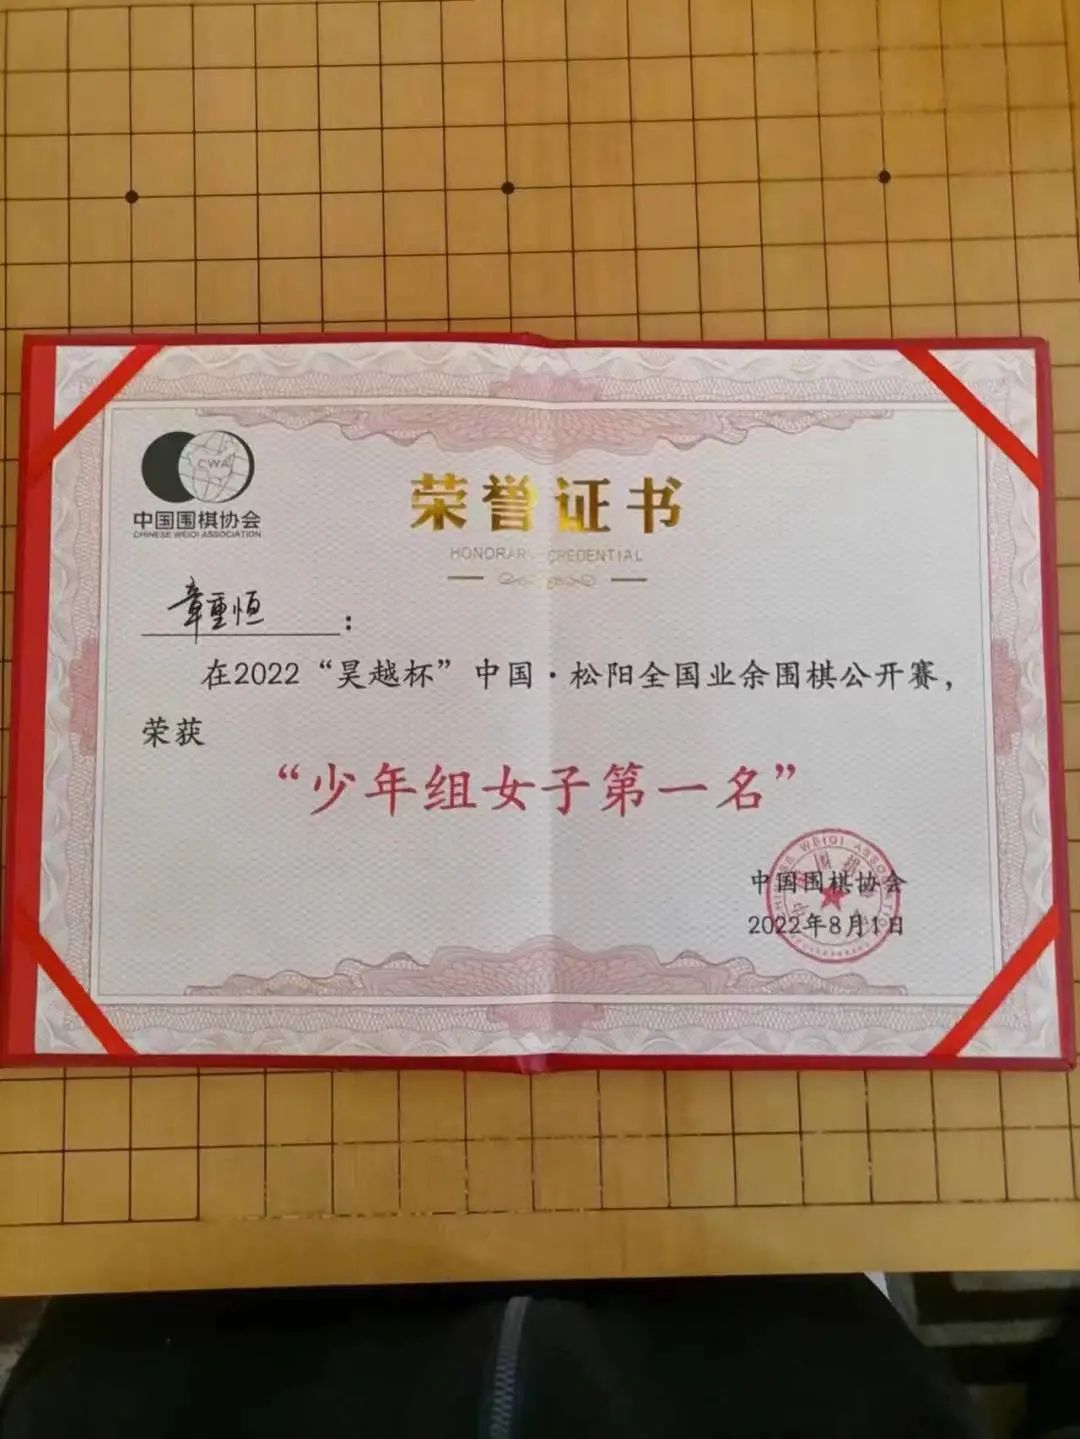 CWA
中国围棋协会
CHINESE WEIQI ASSOCIATION
荣誉证书
HONORARY CREDENTIAL
章重恒:
在2022“昊越杯”中国·松阳全国业余围棋公开赛，
荣获
“少年组女子第一名”
中国围棋协会
2022年8月1日